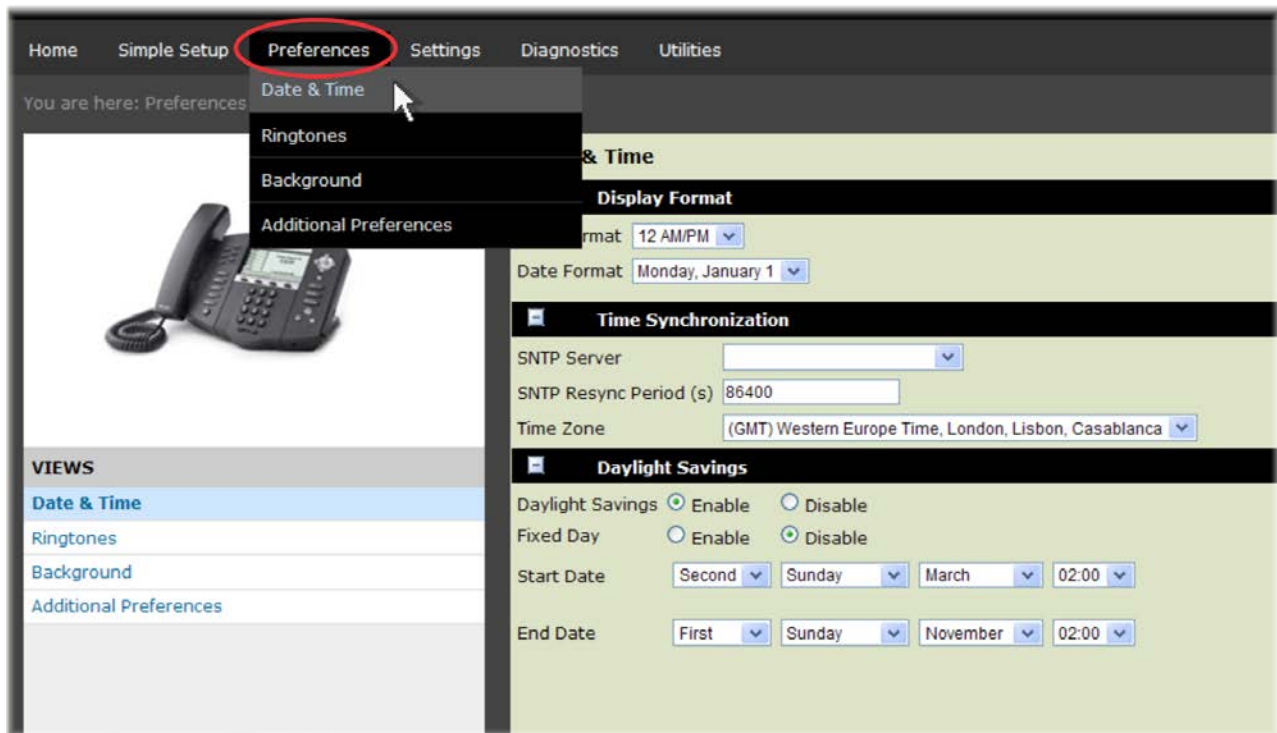 Home Simple Setup Preferences Settings Diagnostics Utilities
You are here: Preferences
Date & Time
Ringtones
Background
Additional Preferences
& Time
Display Format
rmat 12 AM/PM
Date Format Monday, January 1
Time Synchronization
SNTP Server
SNTP Resync Period (s) 86400
Time Zone (GMT) Western Europe Time, London, Lisbon, Casablanca
Daylight Savings
Daylight Savings Enable Disable
Fixed Day Enable Disable
Start Date Second Sunday March 02:00
End Date First Sunday November 02:00
VIEWS
Date & Time
Ringtones
Background
Additional Preferences